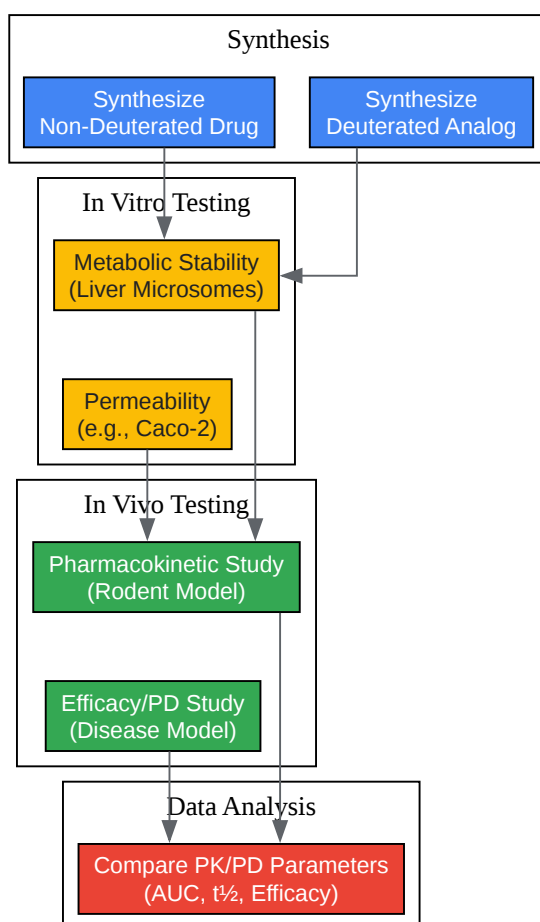 Synthesis
Synthesize
Non-Deuterated Drug
Synthesize
Deuterated Analog
In Vitro Testing
Metabolic Stability
(Liver Microsomes)
Permeability
(e.g., Caco-2)
In Vivo Testing
Pharmacokinetic Study
(Rodent Model)
Efficacy/PD Study
(Disease Model)
Data Analysis
Compare PK/PD Parameters
(AUC, t½, Efficacy)